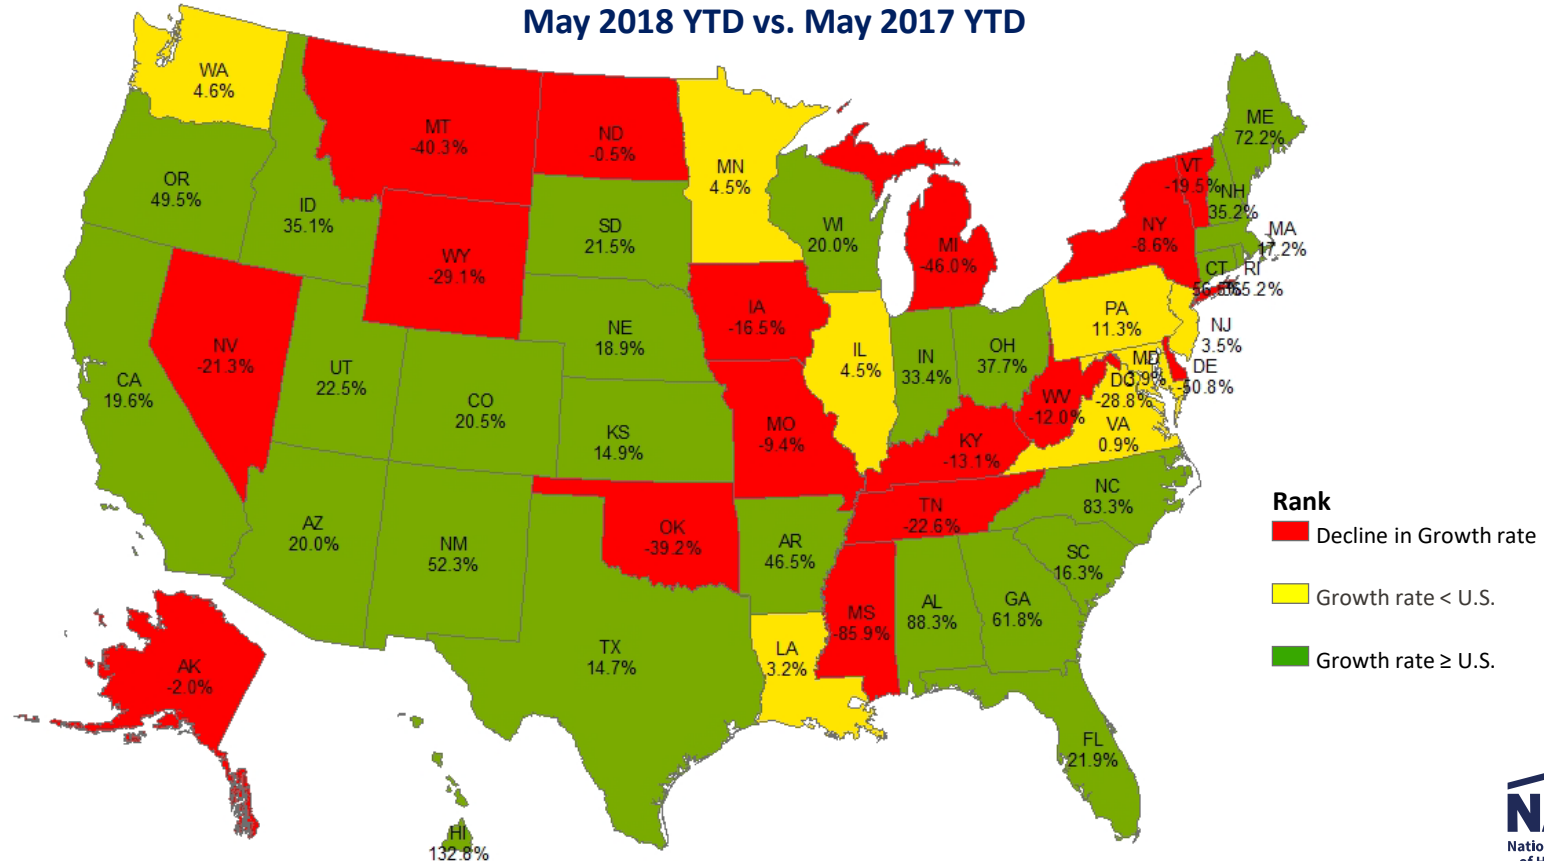 May 2018 YTD vs. May 2017 YTD
WA
4.6%
MT
-40.3%
ND
-0.5%
MN
4.5%
ME
72.2%
OR
49.5%
ID
35.1%
WY
-29.1%
SD
21.5%
WI
20.0%
MI
-46.0%
VT
-19.5%
NH
35.2%
NY
-8.6%
MA
17.2%
CT
RI
NV
-21.3%
UT
22.5%
NE
18.9%
IA
-16.5%
IL
4.5%
IN
33.4%
OH
37.7%
PA
11.3%
NJ
3.5%
CA
19.6%
CO
20.5%
KS
14.9%
MO
-9.4%
KY
-13.1%
WV
-12.0%
MD
3.9%
DC
-28.8%
DE
-50.8%
VA
0.9%
AZ
20.0%
NM
52.3%
OK
-39.2%
AR
46.5%
TN
-22.6%
NC
83.3%
SC
16.3%
TX
14.7%
LA
3.2%
MS
-85.9%
AL
88.3%
GA
61.8%
FL
21.9%
AK
-2.0%
HI
132.8%
Rank
Decline in Growth rate
Growth rate < U.S.
Growth rate ≥ U.S.